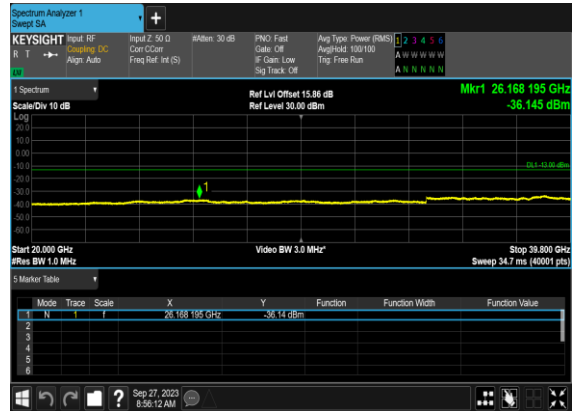 Spectrum Analyzer 1
Swept SA
KEYSIGHT Input: RF Input Z: 50 Ω #Atten: 30 dB PNO: Fast Avg Type: Power (RMS) 1 2 3 4 5 6
R T Coupling: DC Corr CCorr Gate: Off Avg|Hold: 100/100 A W W W W W
Align: Auto Freq Ref: Int (S) IF Gain: Low Trig: Free Run
Sig Track: Off A N N N N N
1 Spectrum Ref Lvl Offset 15.86 dB Mkr1 26.168 195 GHz
Scale/Div 10 dB Ref Level 30.00 dBm -36.145 dBm
Log
20.0
10.0
0.00
-10.0 DL1 -13.00 dBm
-20.0
-30.0 1
-40.0
-50.0
-60.0
Start 20.000 GHz Video BW 3.0 MHz* Stop 39.800 GHz
#Res BW 1.0 MHz Sweep 34.7 ms (40001 pts)
5 Marker Table
Mode Trace Scale X Y Function Function Width Function Value
1 N 1 f 26.168 195 GHz -36.14 dBm
2
3
4
5
6
? Sep 27, 2023
8:56:12 AM